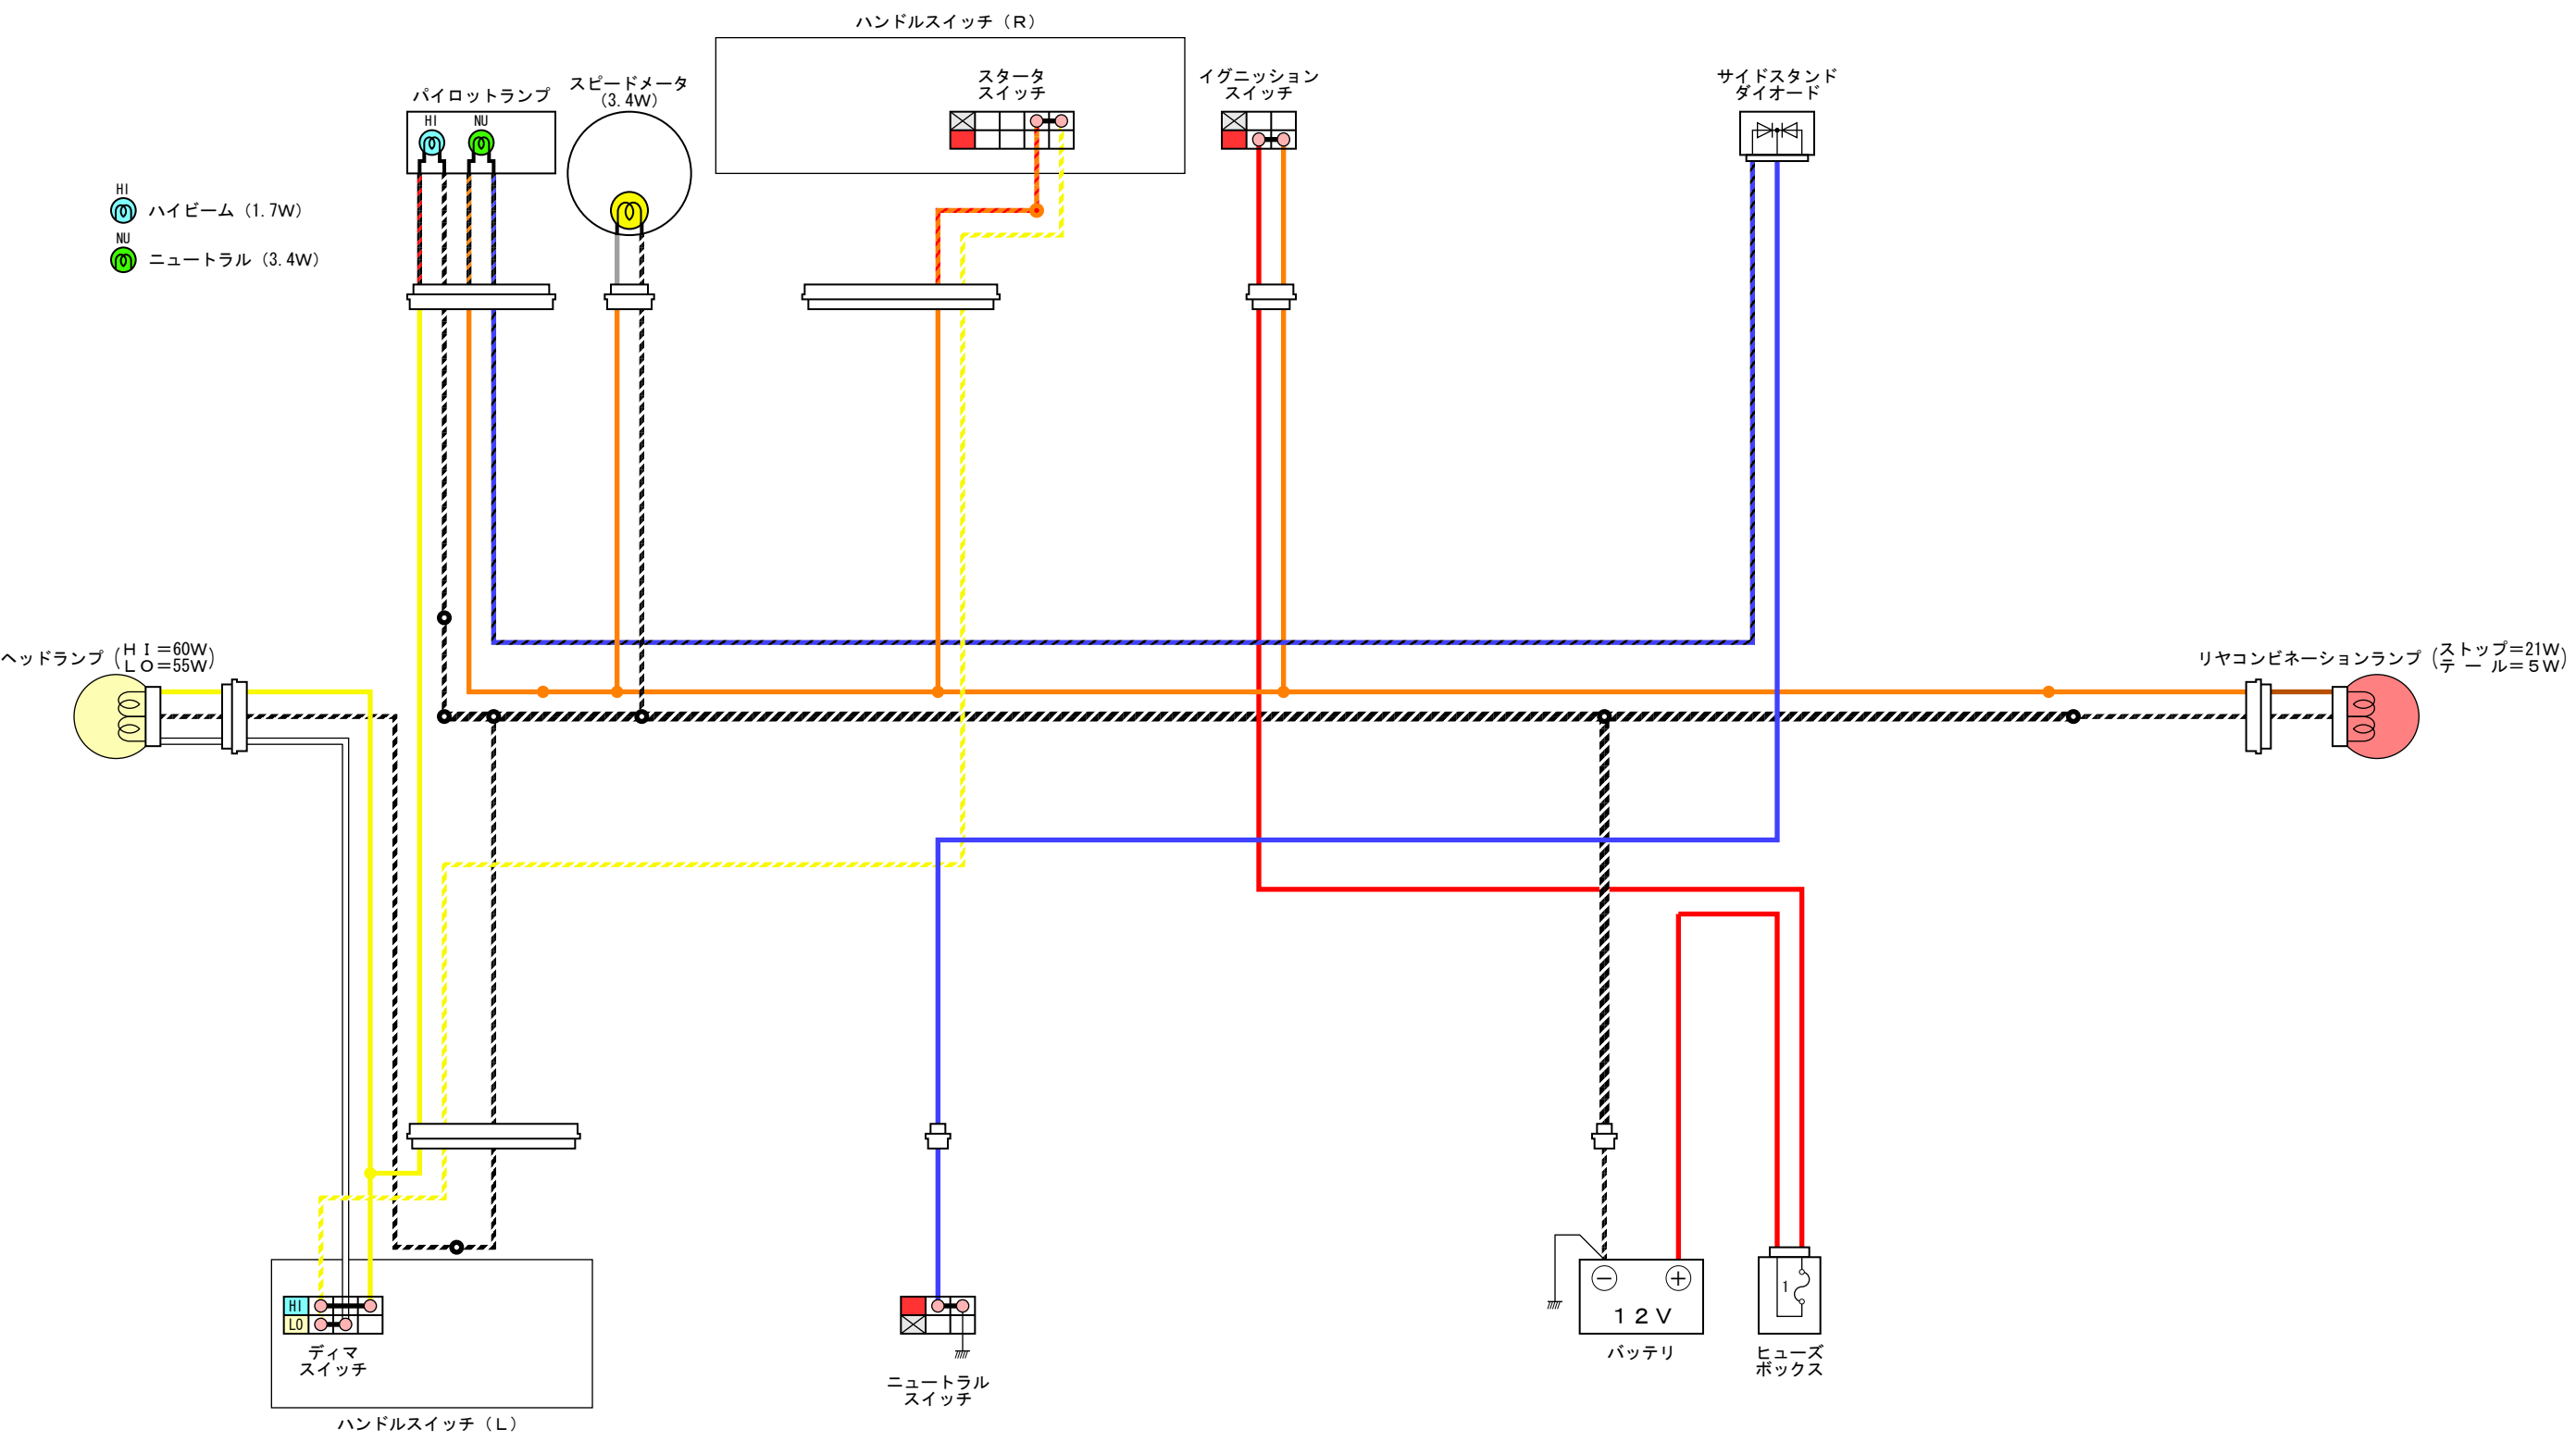 ハンドルスイッチ（Ｒ）
パイロットランプ
HI
NU
スピードメータ
（3.4W）
スタータ
スイッチ
イグニッション
スイッチ
サイドスタンド
ダイオード
HI
ハイビーム（1.7W）
NU
ニュートラル（3.4W）
ヘッドランプ（ＨＩ＝60W
ＬＯ＝55W）
リヤコンビネーションランプ（ストップ＝21W
テール＝５W）
HI
LO
ディマ
スイッチ
ハンドルスイッチ（Ｌ）
ニュートラル
スイッチ
－
＋
１２V
バッテリ
1
ヒューズ
ボックス